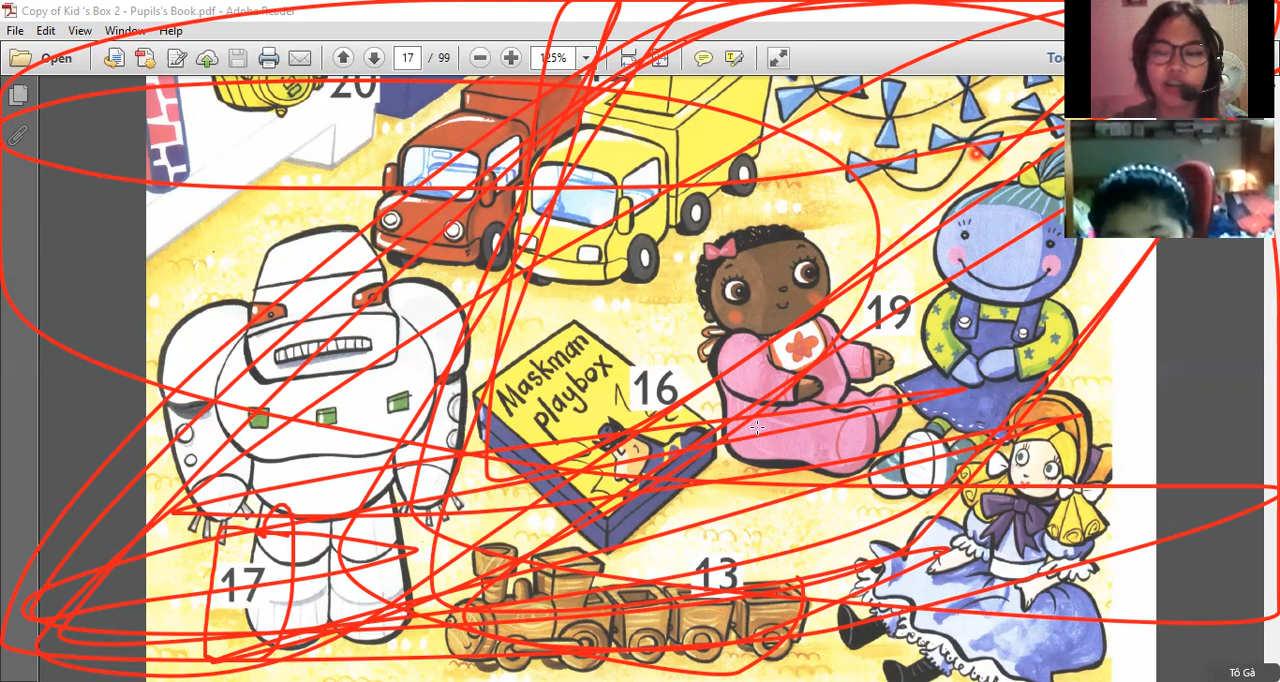 Copy of Kid 's Box 2 - Pupils's Book.pdf - Adobe Reader
File Edit View Window Help
Open 17 / 99 125%
20
19
Maskman
playbox
16
17
13
Tô Gà